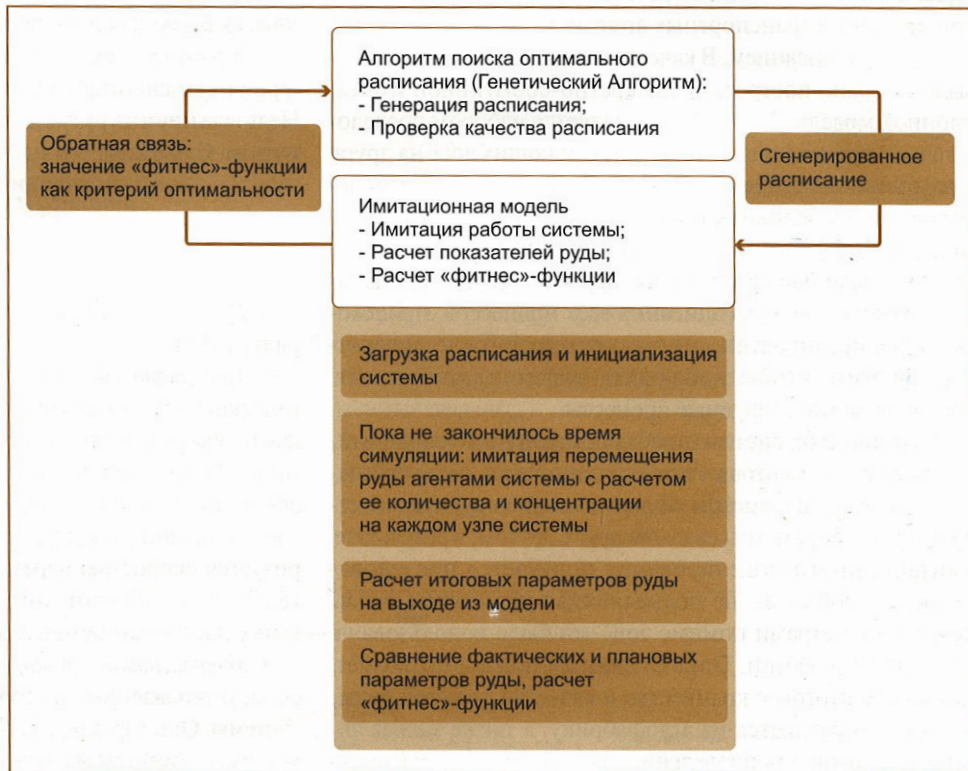 Алгоритм поиска оптимального
расписания (Генетический Алгоритм):
- Генерация расписания;
- Проверка качества расписания
Обратная связь:
значение «фитнес»-функции
как критерий оптимальности
Сгенерированное
расписание
Имитационная модель
- Имитация работы системы;
- Расчет показателей руды;
- Расчет «фитнес»-функции
Загрузка расписания и инициализация
системы
Пока не закончилось время
симуляции: имитация перемещения
руды агентами системы с расчетом
ее количества и концентрации
на каждом узле системы
Расчет итоговых параметров руды
на выходе из модели
Сравнение фактических и плановых
параметров руды, расчет
«фитнес»-функции